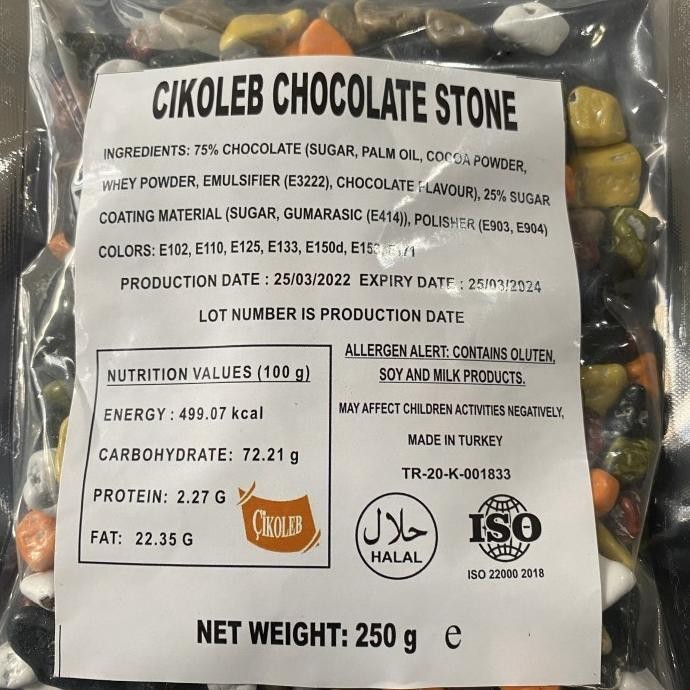 CIKOLEB CHOCOLATE STONE
INGREDIENTS: 75% CHOCOLATE (SUGAR, PALM OIL, COCOA POWDER,
WHEY POWDER, EMULSIFIER (E3222), CHOCOLATE FLAVOUR), 25% SUGAR
COATING MATERIAL (SUGAR, GUMARASIC (E414)), POLISHER (E903, E904)
COLORS: E102, E110, E125, E133, E150d, E153, E171
PRODUCTION DATE : 25/03/2022 EXPIRY DATE : 25/03/2024
LOT NUMBER IS PRODUCTION DATE
NUTRITION VALUES (100 g)
ENERGY : 499.07 kcal
CARBOHYDRATE: 72.21 g
PROTEIN: 2.27 G
FAT: 22.35 G
ÇİKOLEB
ALLERGEN ALERT: CONTAINS OLUTEN,
SOY AND MILK PRODUCTS.
MAY AFFECT CHILDREN ACTIVITIES NEGATIVELY,
MADE IN TURKEY
TR-20-K-001833
حلال
HALAL
ISO
ISO 22000 2018
NET WEIGHT: 250 g e